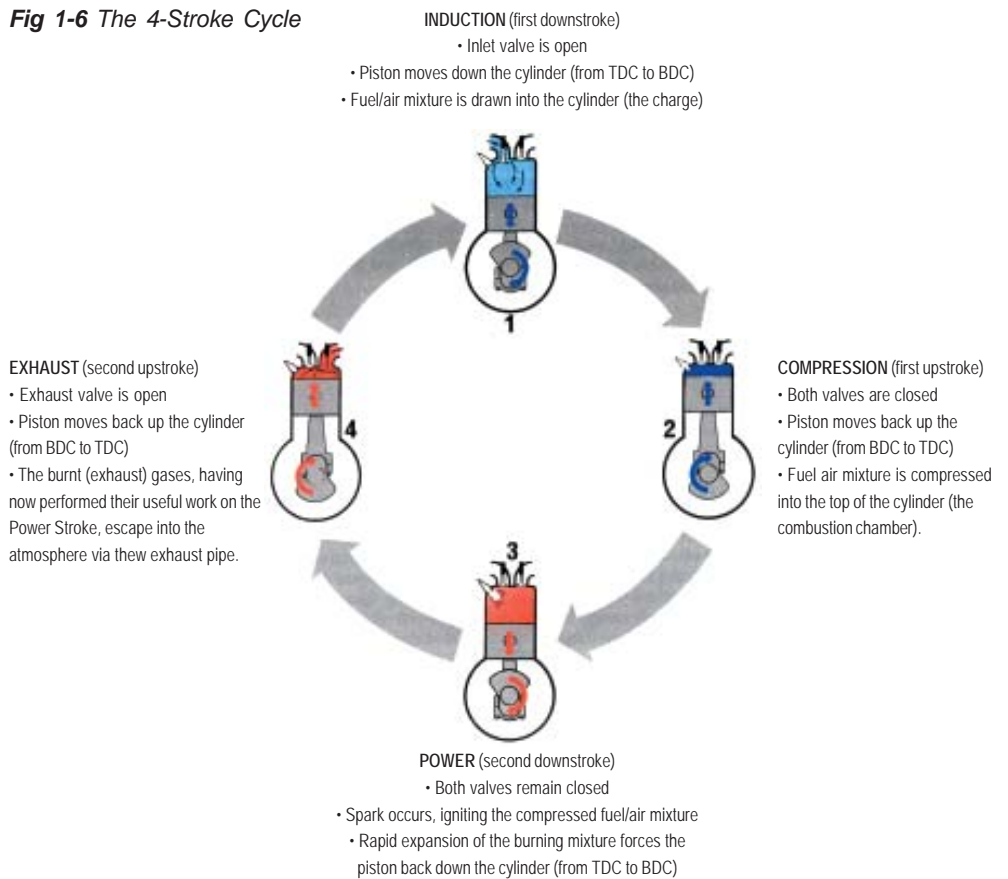 Fig 1-6 The 4-Stroke Cycle
INDUCTION (first downstroke)
• Inlet valve is open
• Piston moves down the cylinder (from TDC to BDC)
• Fuel/air mixture is drawn into the cylinder (the charge)
1
COMPRESSION (first upstroke)
• Both valves are closed
• Piston moves back up the
cylinder (from BDC to TDC)
• Fuel air mixture is compressed
into the top of the cylinder (the
combustion chamber).
2
3
POWER (second downstroke)
• Both valves remain closed
• Spark occurs, igniting the compressed fuel/air mixture
• Rapid expansion of the burning mixture forces the
piston back down the cylinder (from TDC to BDC)
EXHAUST (second upstroke)
• Exhaust valve is open
• Piston moves back up the cylinder
(from BDC to TDC)
• The burnt (exhaust) gases, having
now performed their useful work on the
Power Stroke, escape into the
atmosphere via thew exhaust pipe.
4